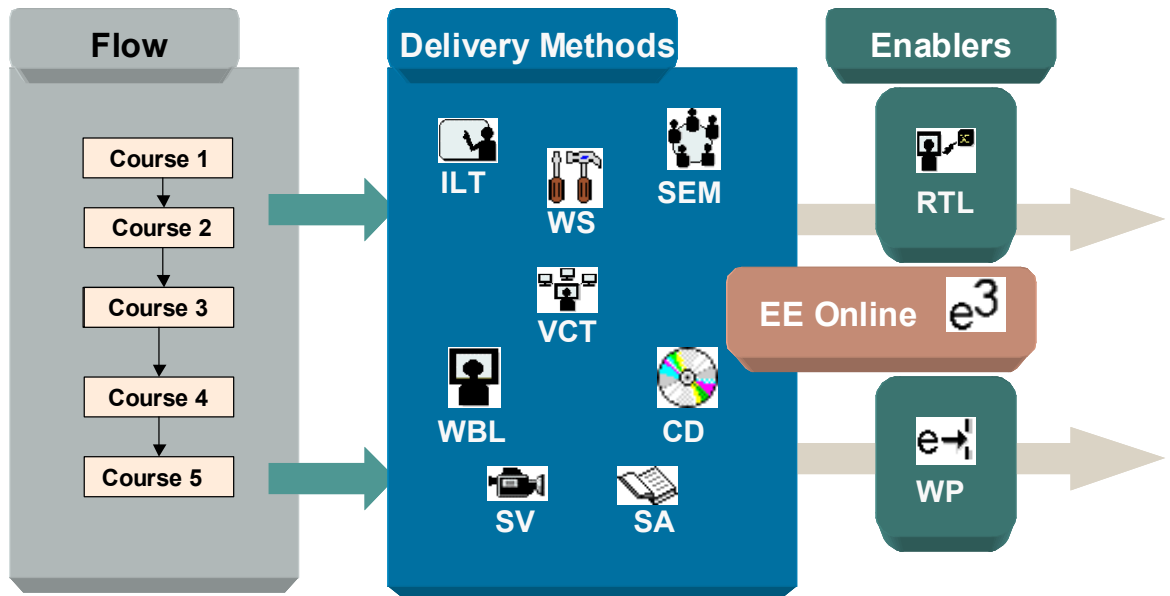 Flow
Course 1
Course 2
Course 3
Course 4
Course 5
Delivery Methods
ILT
WS
SEM
VCT
WBL
CD
SV
SA
Enablers
RTL
EE Online
e3
e
WP